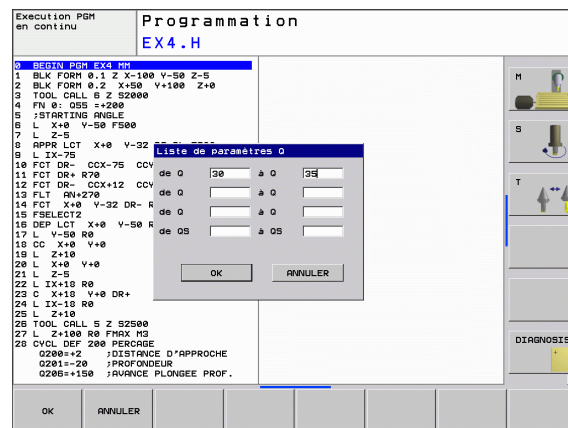 Execution PGM
en continu
Programmation
EX4.H
0 BEGIN PGM EX4 MM
1 BLK FORM 0.1 Z X-100 Y-50 Z-5
2 BLK FORM 0.2 X+50 Y+100 Z+0
3 TOOL CALL 6 Z S2000
4 FN 0: Q55 =+200
5 ;STARTING ANGLE
6 L X+0 Y-50 F500
7 L Z-5
8 APPR LCT X+0 Y-32
9 L IX-75
10 FCT DR- CCX-75 CCY
11 FCT DR+ R70
12 FCT DR- CCX+12 CCY
13 FLT AN+270
14 FCT X+0 Y-32 DR- R
15 FSELECT2
16 DEP LCT X+0 Y-50 R
17 L Y-50 R0
18 CC X+0 Y+0
19 L Z+10
20 L X+0 Y+0
21 L Z-5
22 L IX+18 R0
23 C X+18 Y+0 DR+
24 L IX-18 R0
25 L Z+10
26 TOOL CALL 5 Z S2500
27 L Z+100 R0 FMAX M3
28 CYCL DEF 200 PERCAGE
Q200=+2 ;DISTANCE D'APPROCHE
Q201=-20 ;PROFONDEUR
Q206=+150 ;AVANCE PLONGEE PROF.
Liste de paramètres Q
de Q 30 à Q 35
de Q à Q
de Q à Q
de QS à QS
OK ANNULER
M
S
T
DIAGNOSIS
OK ANNULER